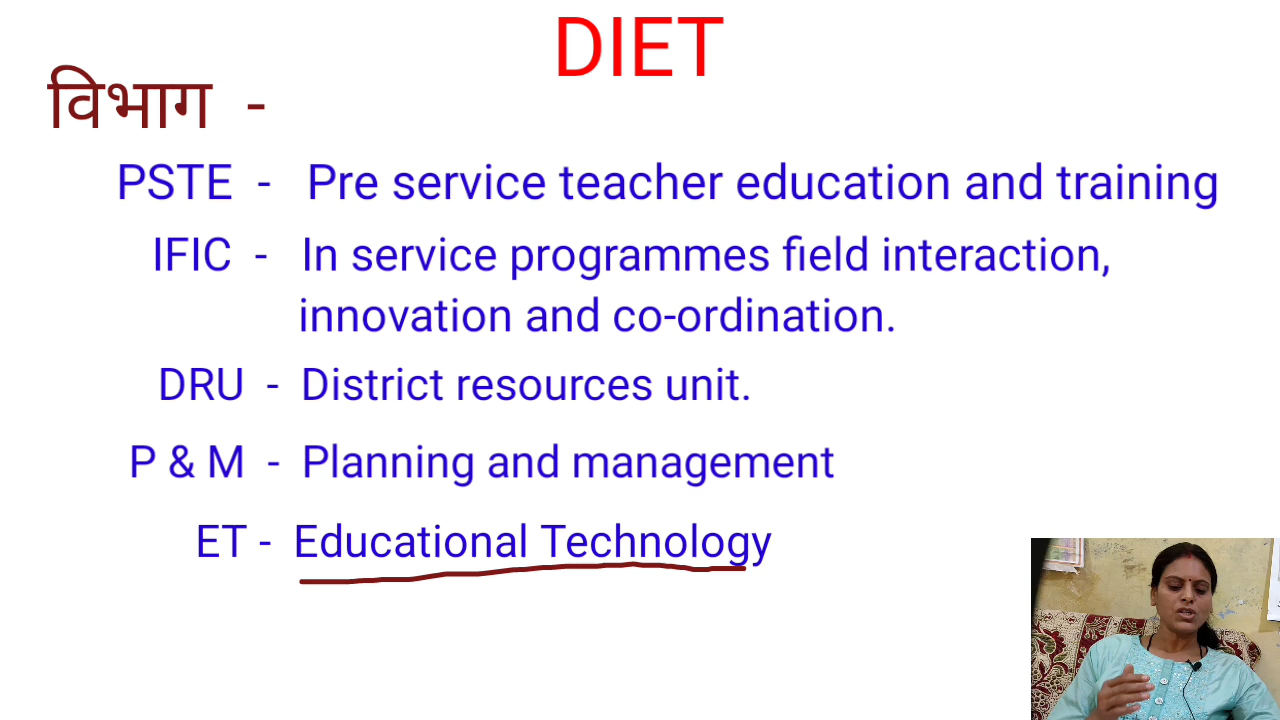 DIET
विभाग -
PSTE - Pre service teacher education and training
IFIC - In service programmes field interaction,
innovation and co-ordination.
DRU - District resources unit.
P & M - Planning and management
ET - Educational Technology